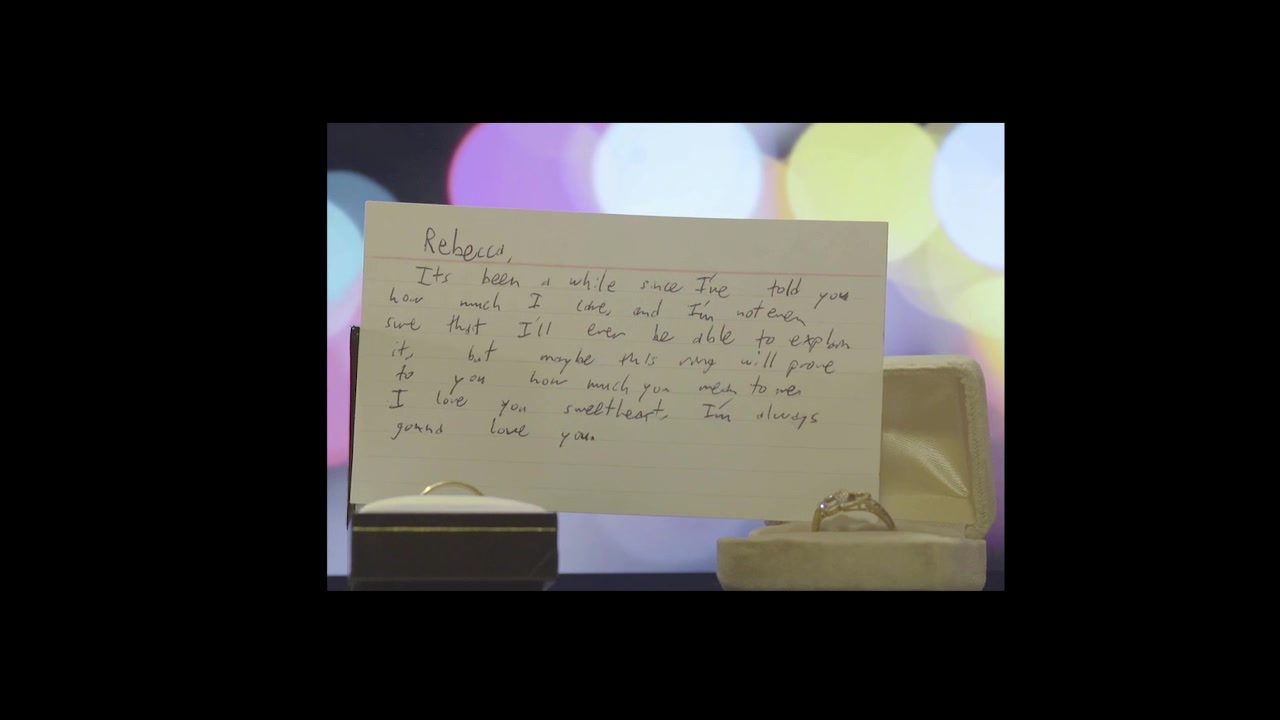 Rebecca,
Its been a while since I've told you
how much I care, and I'm not even
sure that I'll ever be able to explain
it, but maybe this ring will prove
to you how much you mean to me.
I love you sweetheart, I'm always
gunna love you.